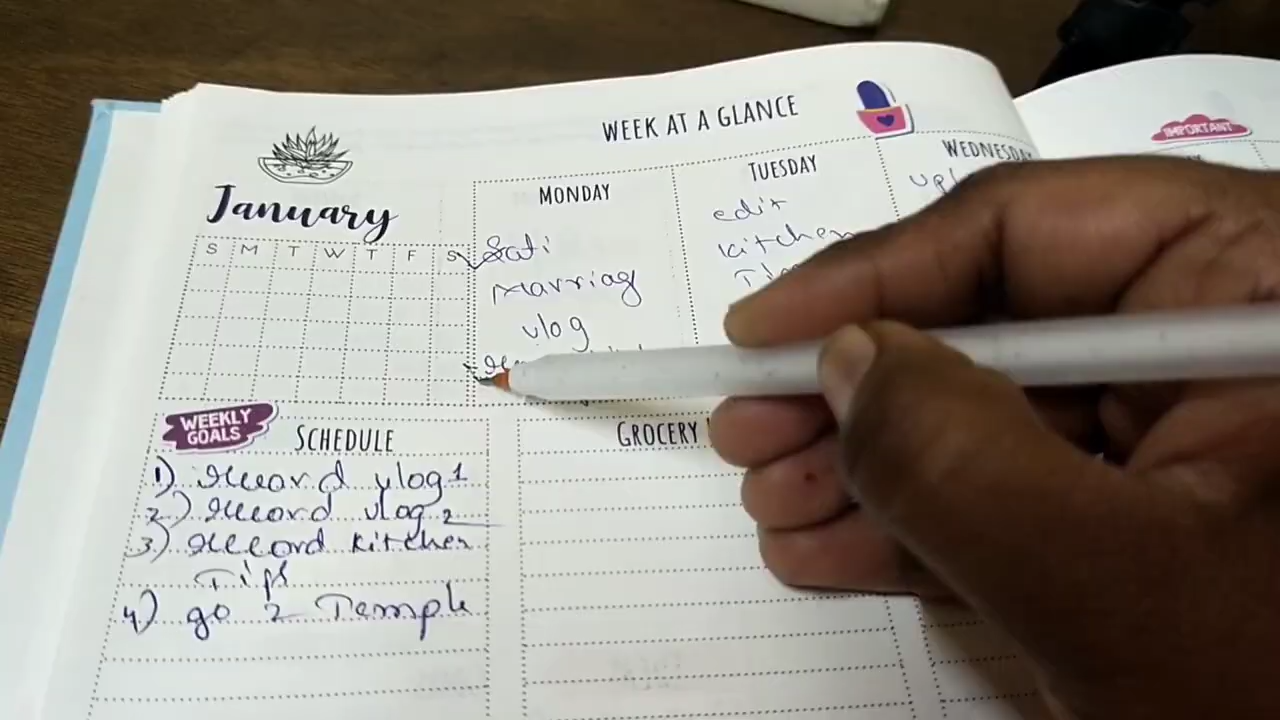 WEEK AT A GLANCE
IMPORTANT
January
S M T W T F S
MONDAY
Sati
Marriag
vlog
TUESDAY
edit
Kitchen
WEDNESDAY
WEEKLY GOALS
SCHEDULE
1) Record vlog 1
2) Record vlog 2
3) Record Kitchen
Tips
4) go 2 Temple
GROCERY